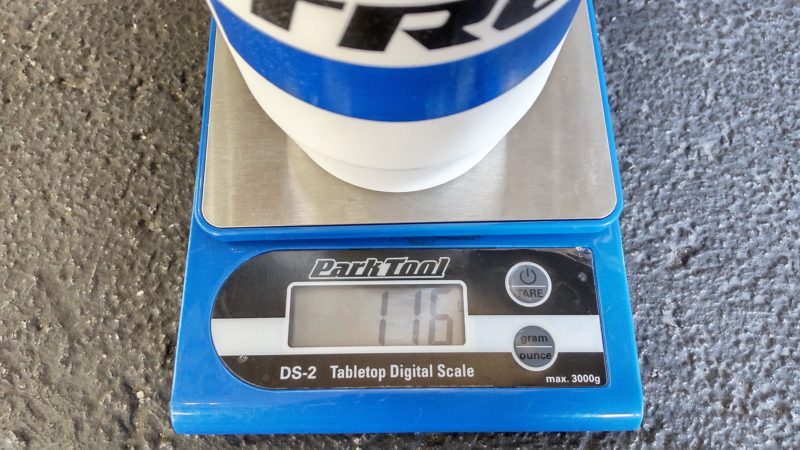 Park Tool
TARE
116
gram
ounce
DS-2 Tabletop Digital Scale
max. 3000g